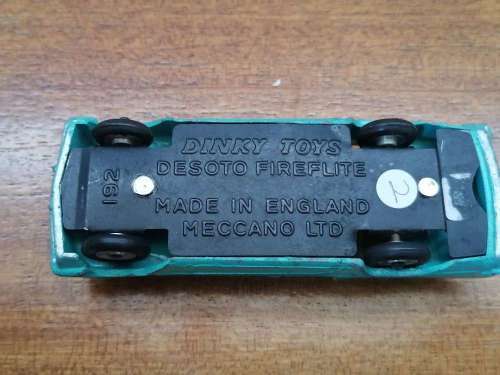 DINKY TOYS
DESOTO FIREFLITE
192
MADE IN ENGLAND
MECCANO LTD
2